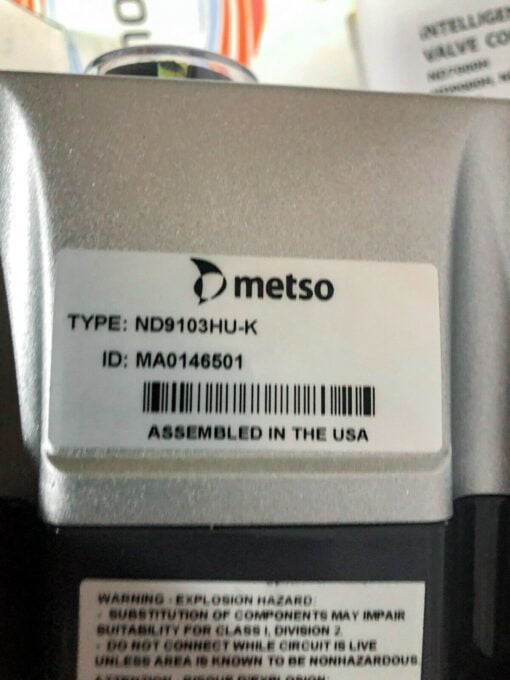 INTELLIGEN
VALVE CO
metso
TYPE: ND9103HU-K
ID: MA0146501
ASSEMBLED IN THE USA
WARNING - EXPLOSION HAZARD:
- SUBSTITUTION OF COMPONENTS MAY IMPAIR
SUITABILITY FOR CLASS I, DIVISION 2.
- DO NOT CONNECT WHILE CIRCUIT IS LIVE
UNLESS AREA IS KNOWN TO BE NONHAZARDOUS.